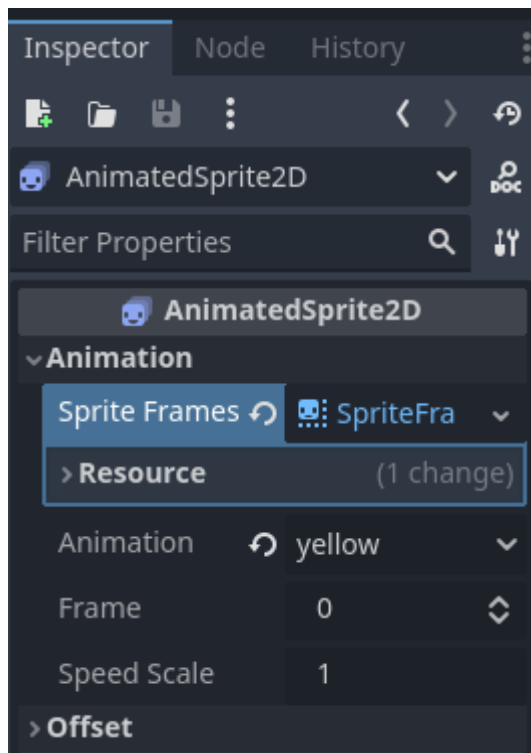 Inspector Node History
AnimatedSprite2D
DOC
Filter Properties
AnimatedSprite2D
Animation
Sprite Frames SpriteFra
Resource (1 change)
Animation yellow
Frame 0
Speed Scale 1
Offset